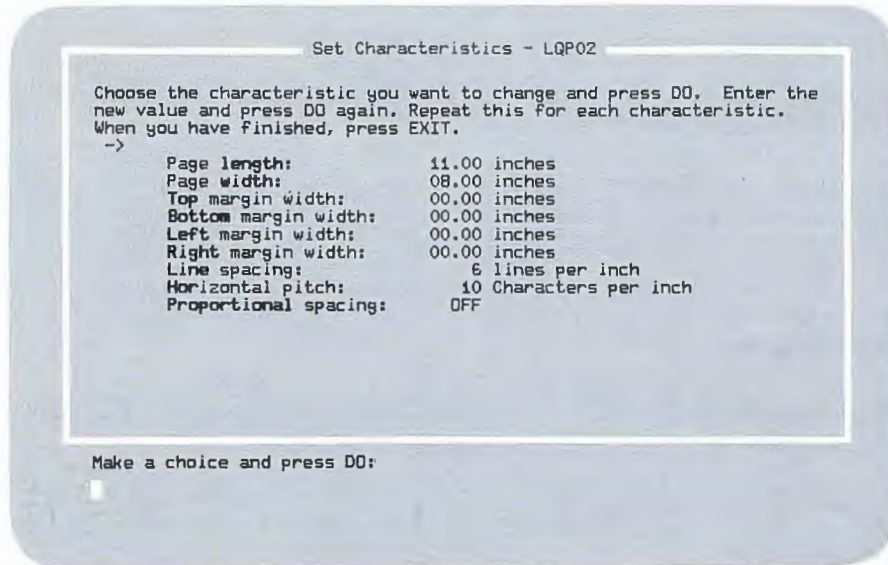 Set Characteristics - LQP02
Choose the characteristic you want to change and press DO. Enter the
new value and press DO again. Repeat this for each characteristic.
When you have finished, press EXIT.
->
Page length: 11.00 inches
Page width: 08.00 inches
Top margin width: 00.00 inches
Bottom margin width: 00.00 inches
Left margin width: 00.00 inches
Right margin width: 00.00 inches
Line spacing: 6 lines per inch
Horizontal pitch: 10 Characters per inch
Proportional spacing: OFF
Make a choice and press DO: